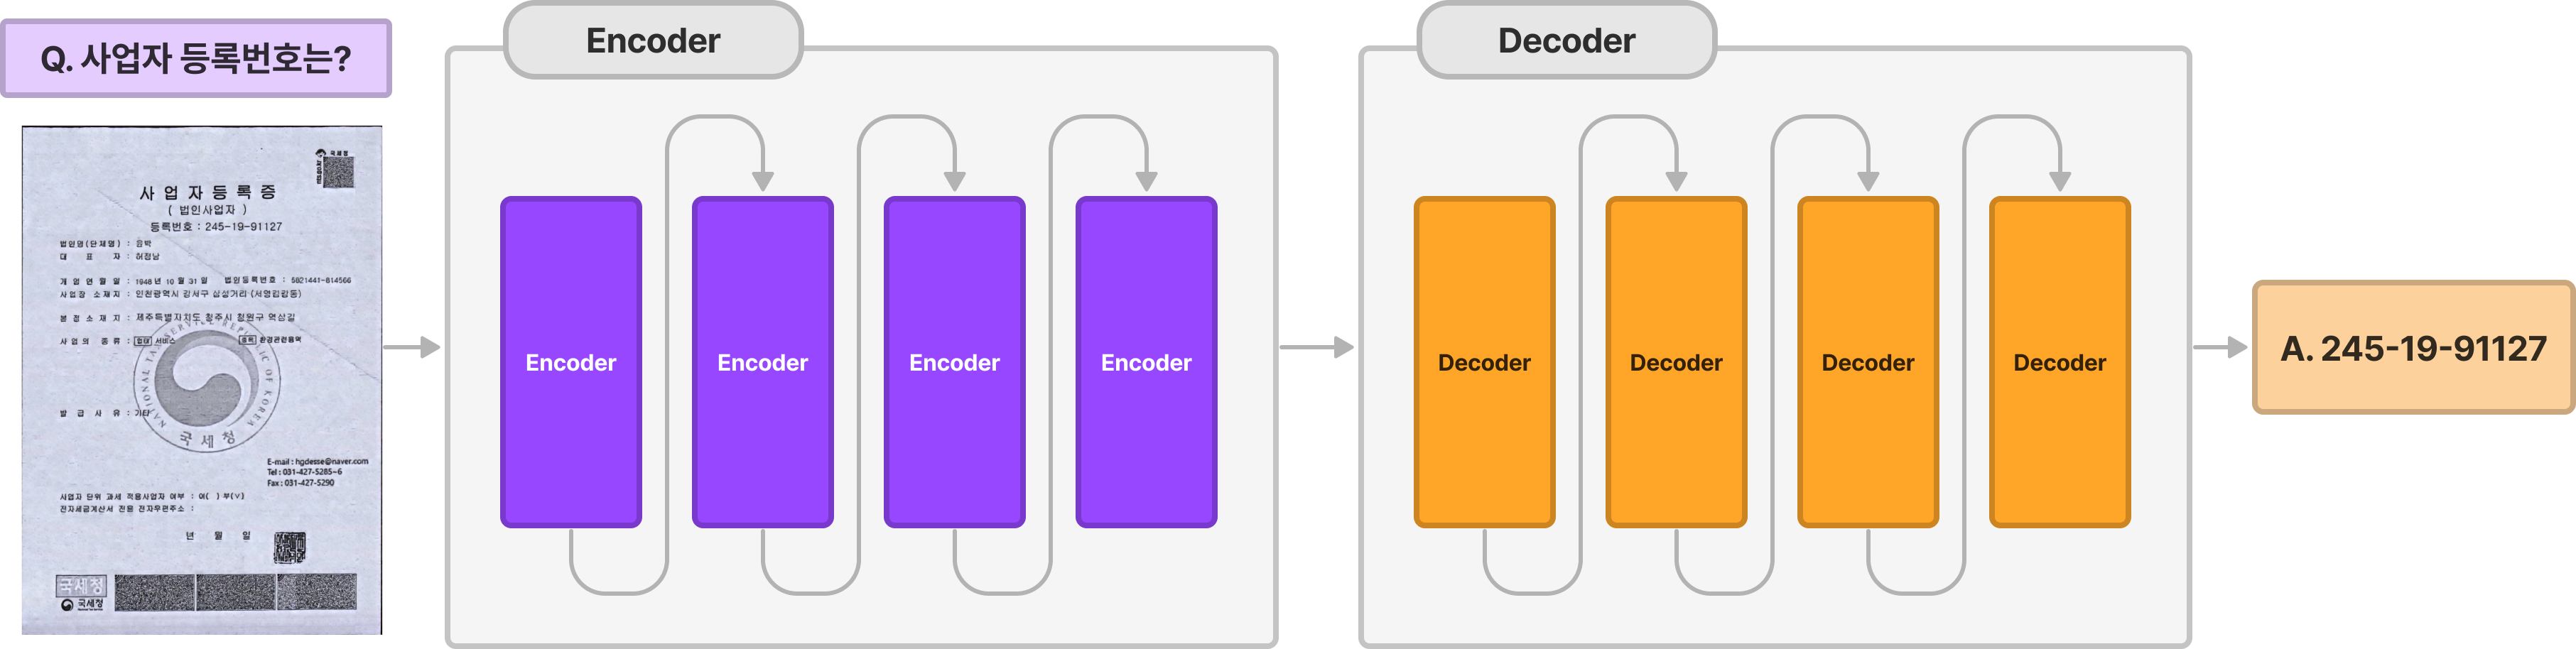 Q. 사업자 등록번호는?
국세청
nts.go.kr
사 업 자 등 록 증
( 법인사업자 )
등록번호 : 245-19-91127
법인명(단체명) : 음박
대 표 자 : 허정남
개 업 연 월 일 : 1948 년 10 월 31 일 법인등록번호 : 5821441-814566
사업장 소재지 : 인천광역시 강서구 삼삼거리 (서영김감동)
본 점 소 재 지 : 제주특별자치도 청주시 청원구 역삼길
사 업 의 종 류 : 업태 서비스 종목 환경관련용역
NATIONAL TAX SERVICE REPUBLIC OF KOREA
발 급 사 유 : 기타
국세청
E-mail : hgdesse@naver.com
Tel : 031-427-5285~6
Fax : 031-427-5290
사업자 단위 과세 적용사업자 여부 : 여( ) 부(∨)
전자세금계산서 전용 전자우편주소 :
년 월 일
국세청
국세청
Encoder
Encoder
Encoder
Encoder
Encoder
Decoder
Decoder
Decoder
Decoder
Decoder
A. 245-19-91127